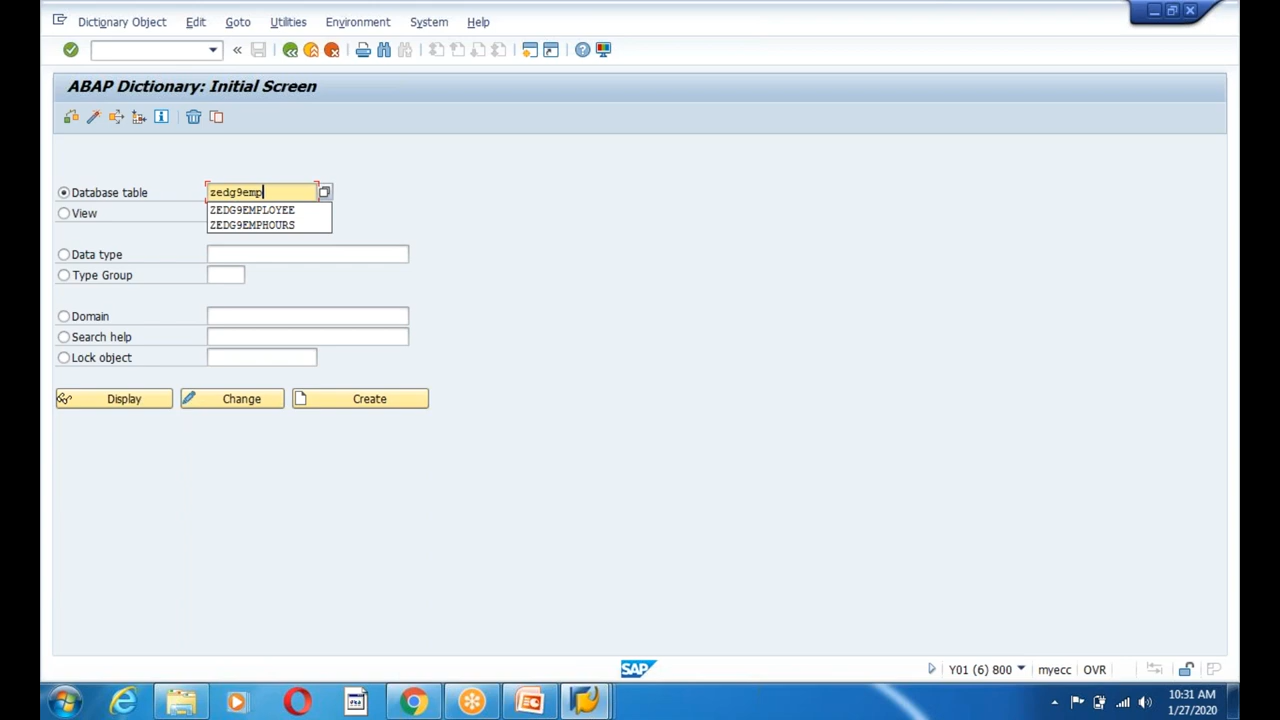 Dictionary Object Edit Goto Utilities Environment System Help
ABAP Dictionary: Initial Screen
Database table zedg9emp
ZEDG9EMPLOYEE
View
ZEDG9EMPHOURS
Data type
Type Group
Domain
Search help
Lock object
Display Change Create
SAP
Y01 (6) 800 myecc OVR
10:31 AM
1/27/2020